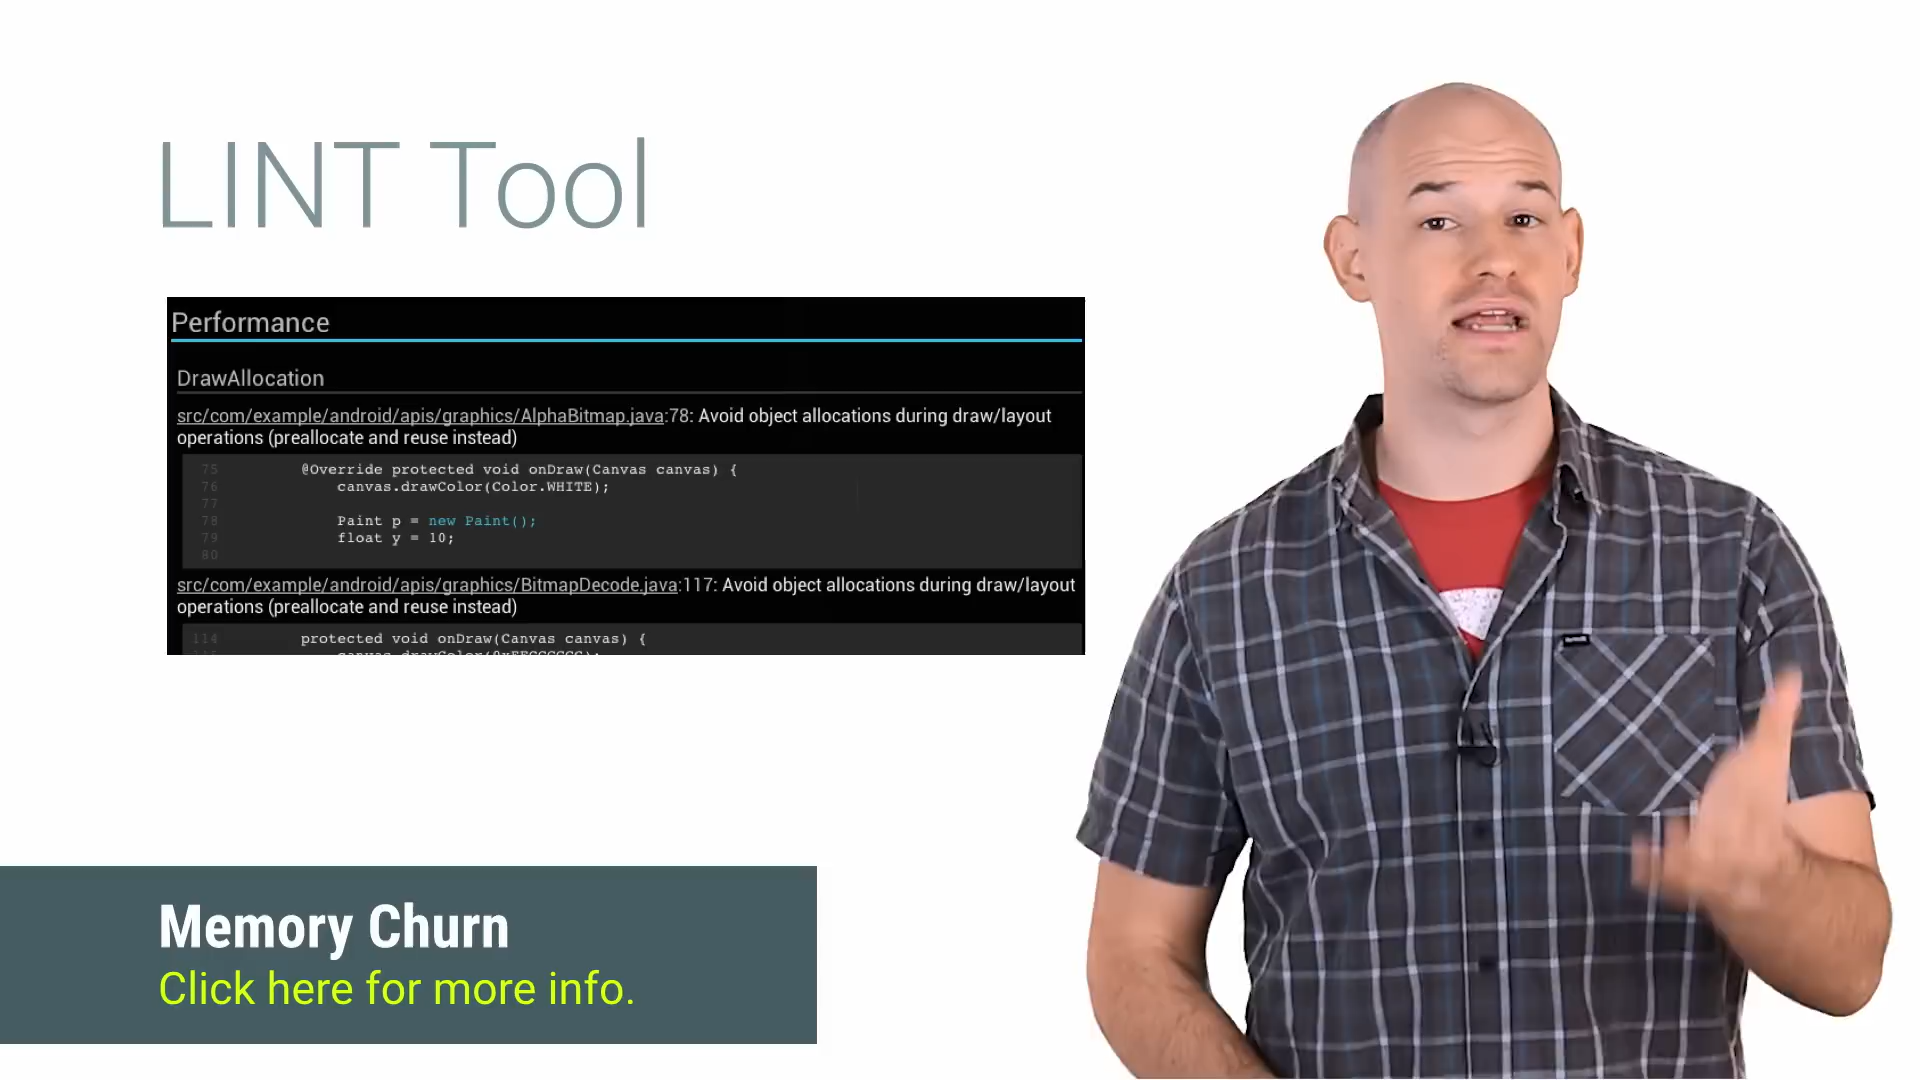 LINT Tool
Performance
DrawAllocation
src/com/example/android/apis/graphics/AlphaBitmap.java:78: Avoid object allocations during draw/layout
operations (preallocate and reuse instead)
75 @Override protected void onDraw(Canvas canvas) {
76 canvas.drawColor(Color.WHITE);
77
78 Paint p = new Paint();
79 float y = 10;
80
src/com/example/android/apis/graphics/BitmapDecode.java:117: Avoid object allocations during draw/layout
operations (preallocate and reuse instead)
114 protected void onDraw(Canvas canvas) {
Memory Churn
Click here for more info.